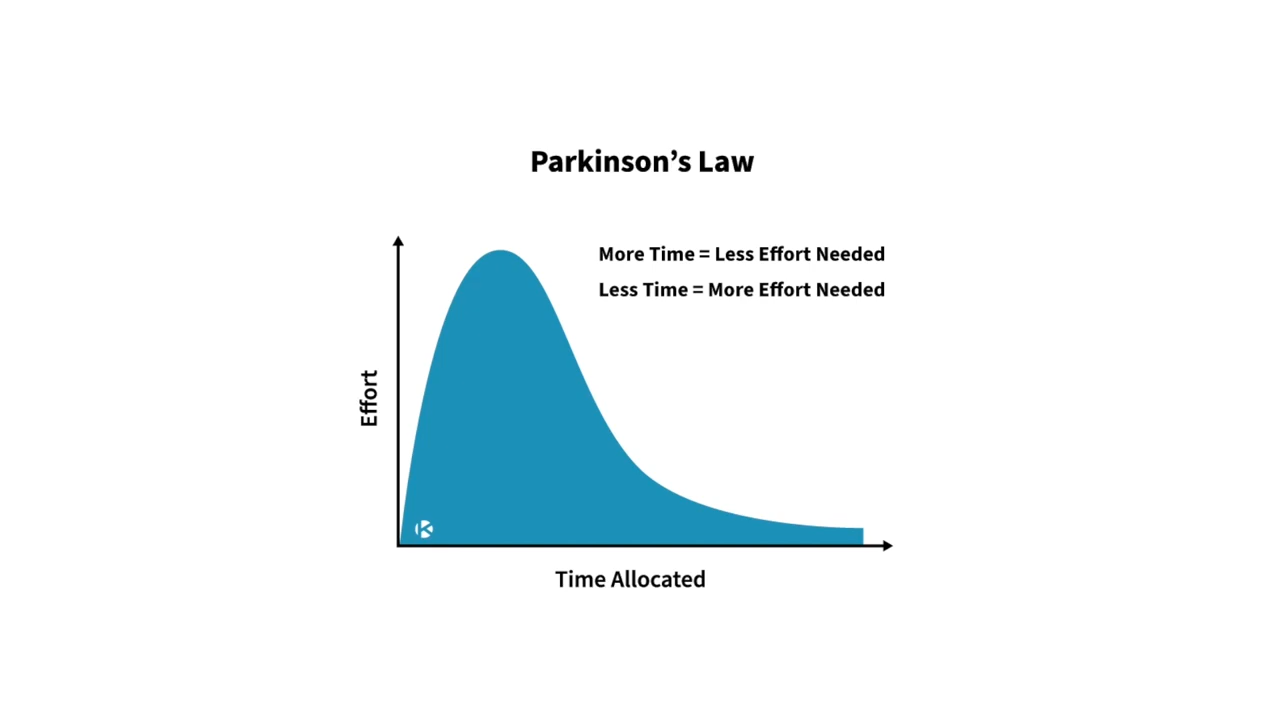 Parkinson’s Law
More Time = Less Effort Needed
Less Time = More Effort Needed
Effort
Time Allocated